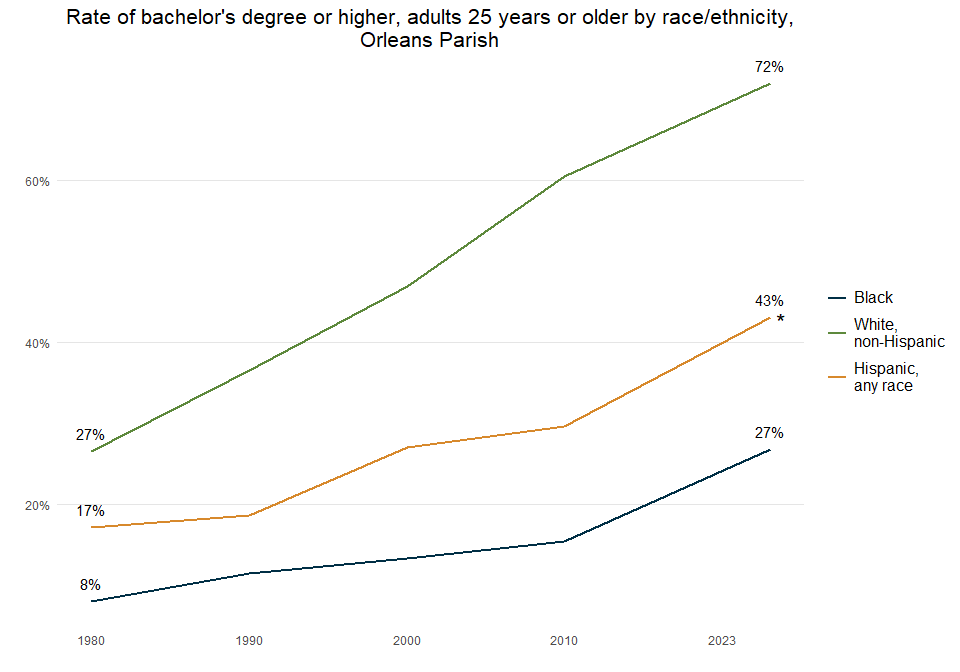 Rate of bachelor's degree or higher, adults 25 years or older by race/ethnicity,
Orleans Parish
72%
60%
43%
*
40%
27%
27%
20%
17%
8%
1980
1990
2000
2010
2023
Black
White,
non-Hispanic
Hispanic,
any race